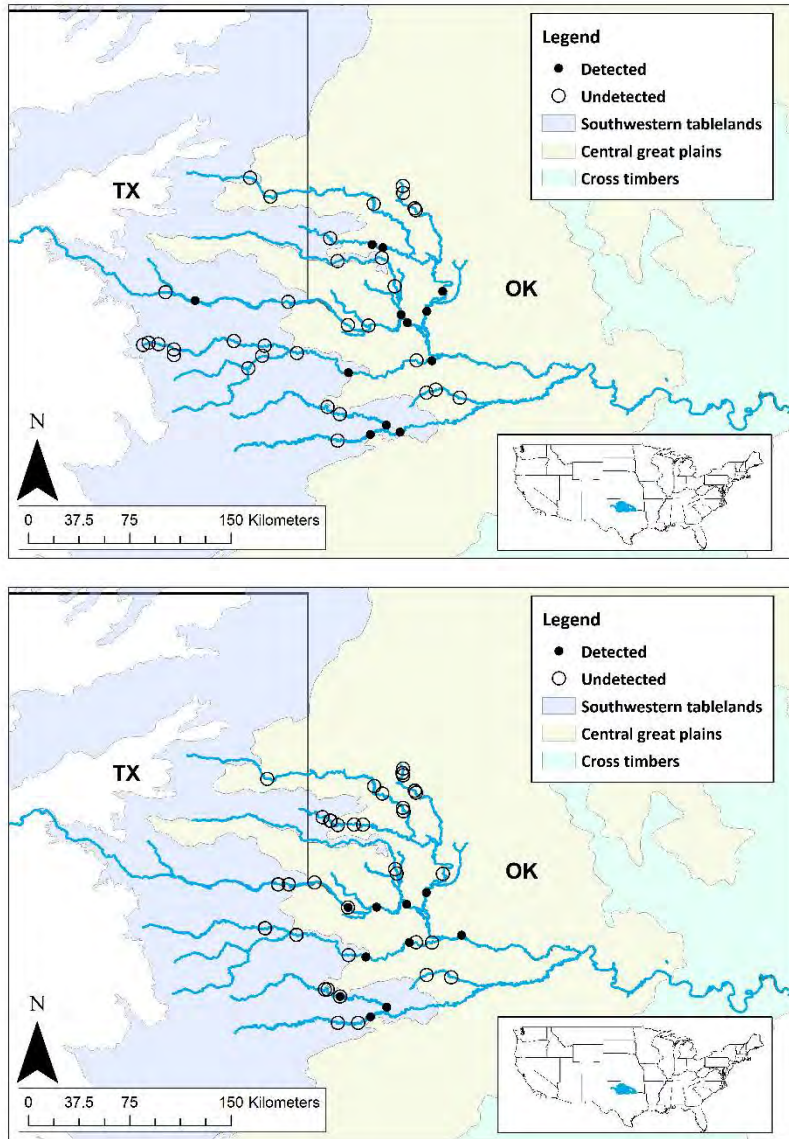 Legend
Detected
Undetected
Southwestern tablelands
Central great plains
Cross timbers
TX
OK
N
0 37.5 75 150 Kilometers
Legend
Detected
Undetected
Southwestern tablelands
Central great plains
Cross timbers
TX
OK
N
0 37.5 75 150 Kilometers